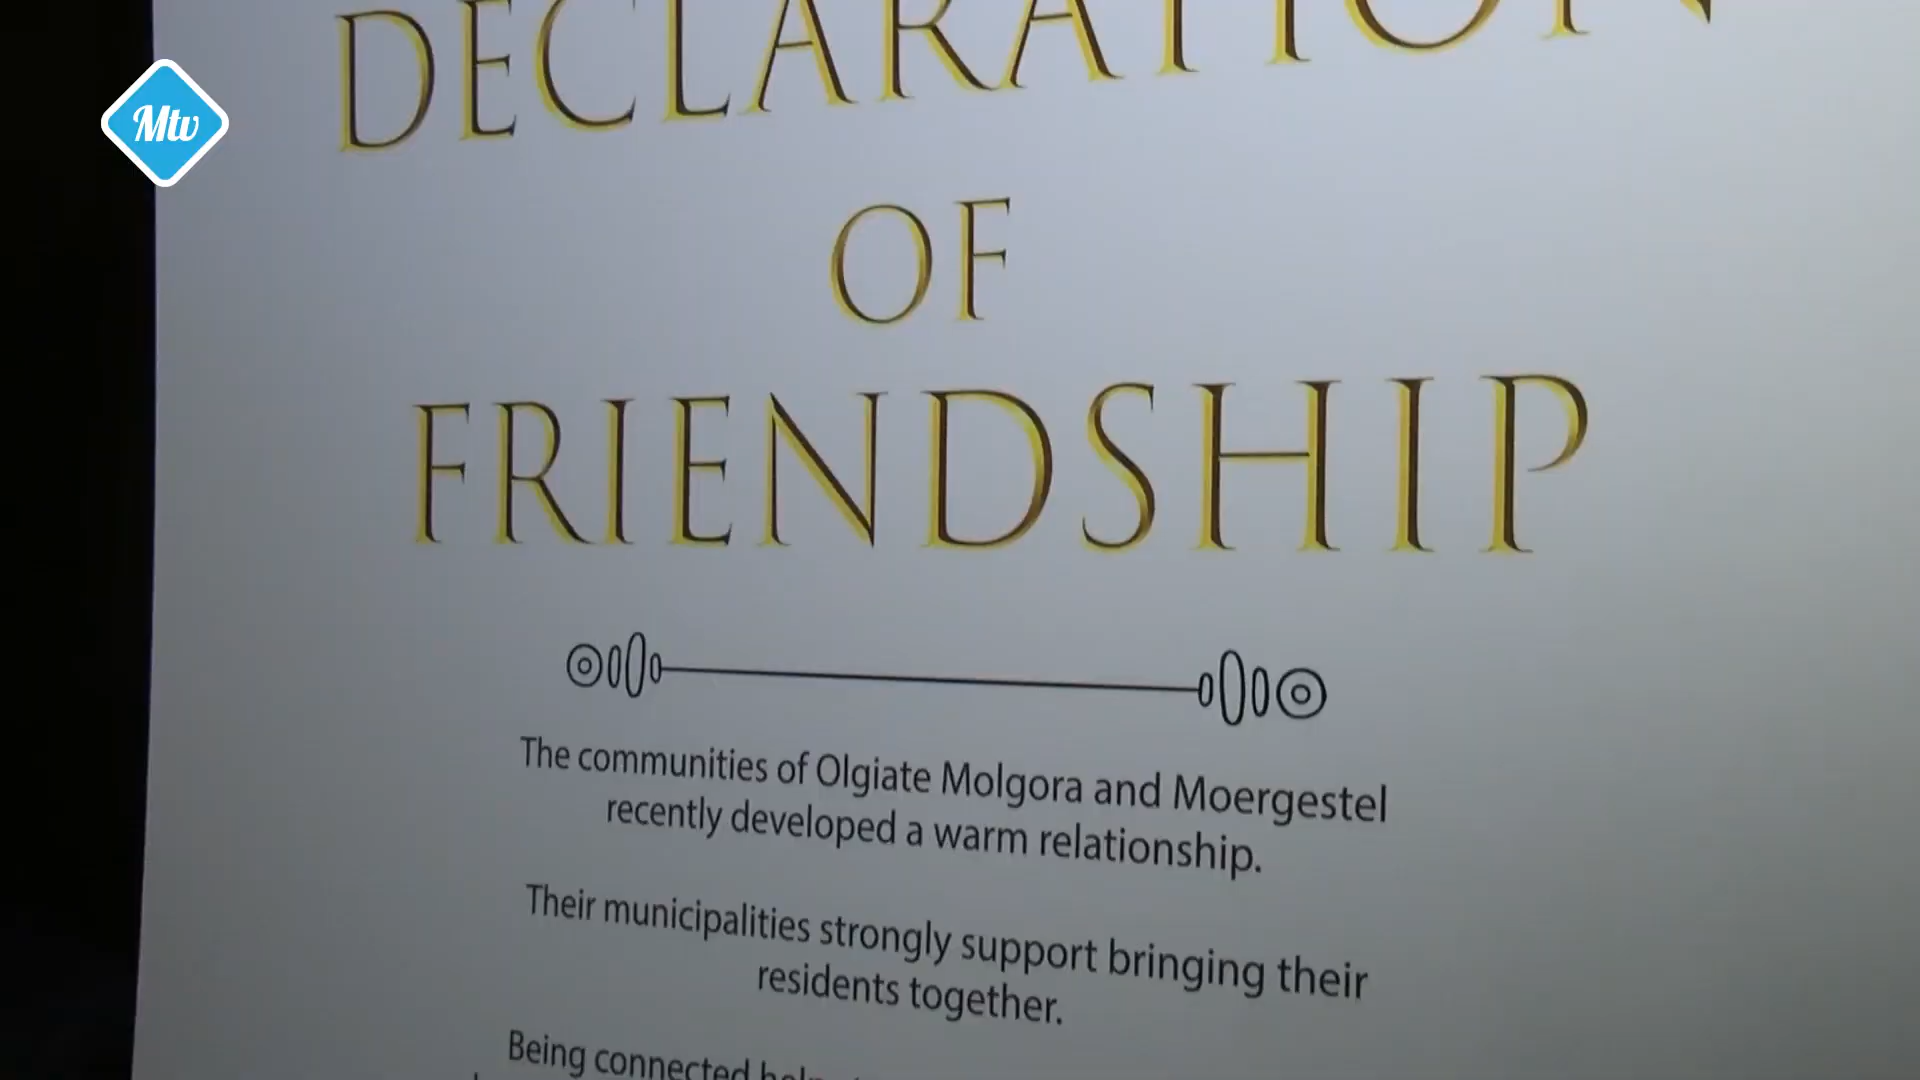 Mtv
DECLARATION
OF
FRIENDSHIP
The communities of Olgiate Molgora and Moergestel
recently developed a warm relationship.
Their municipalities strongly support bringing their
residents together.
Being connected